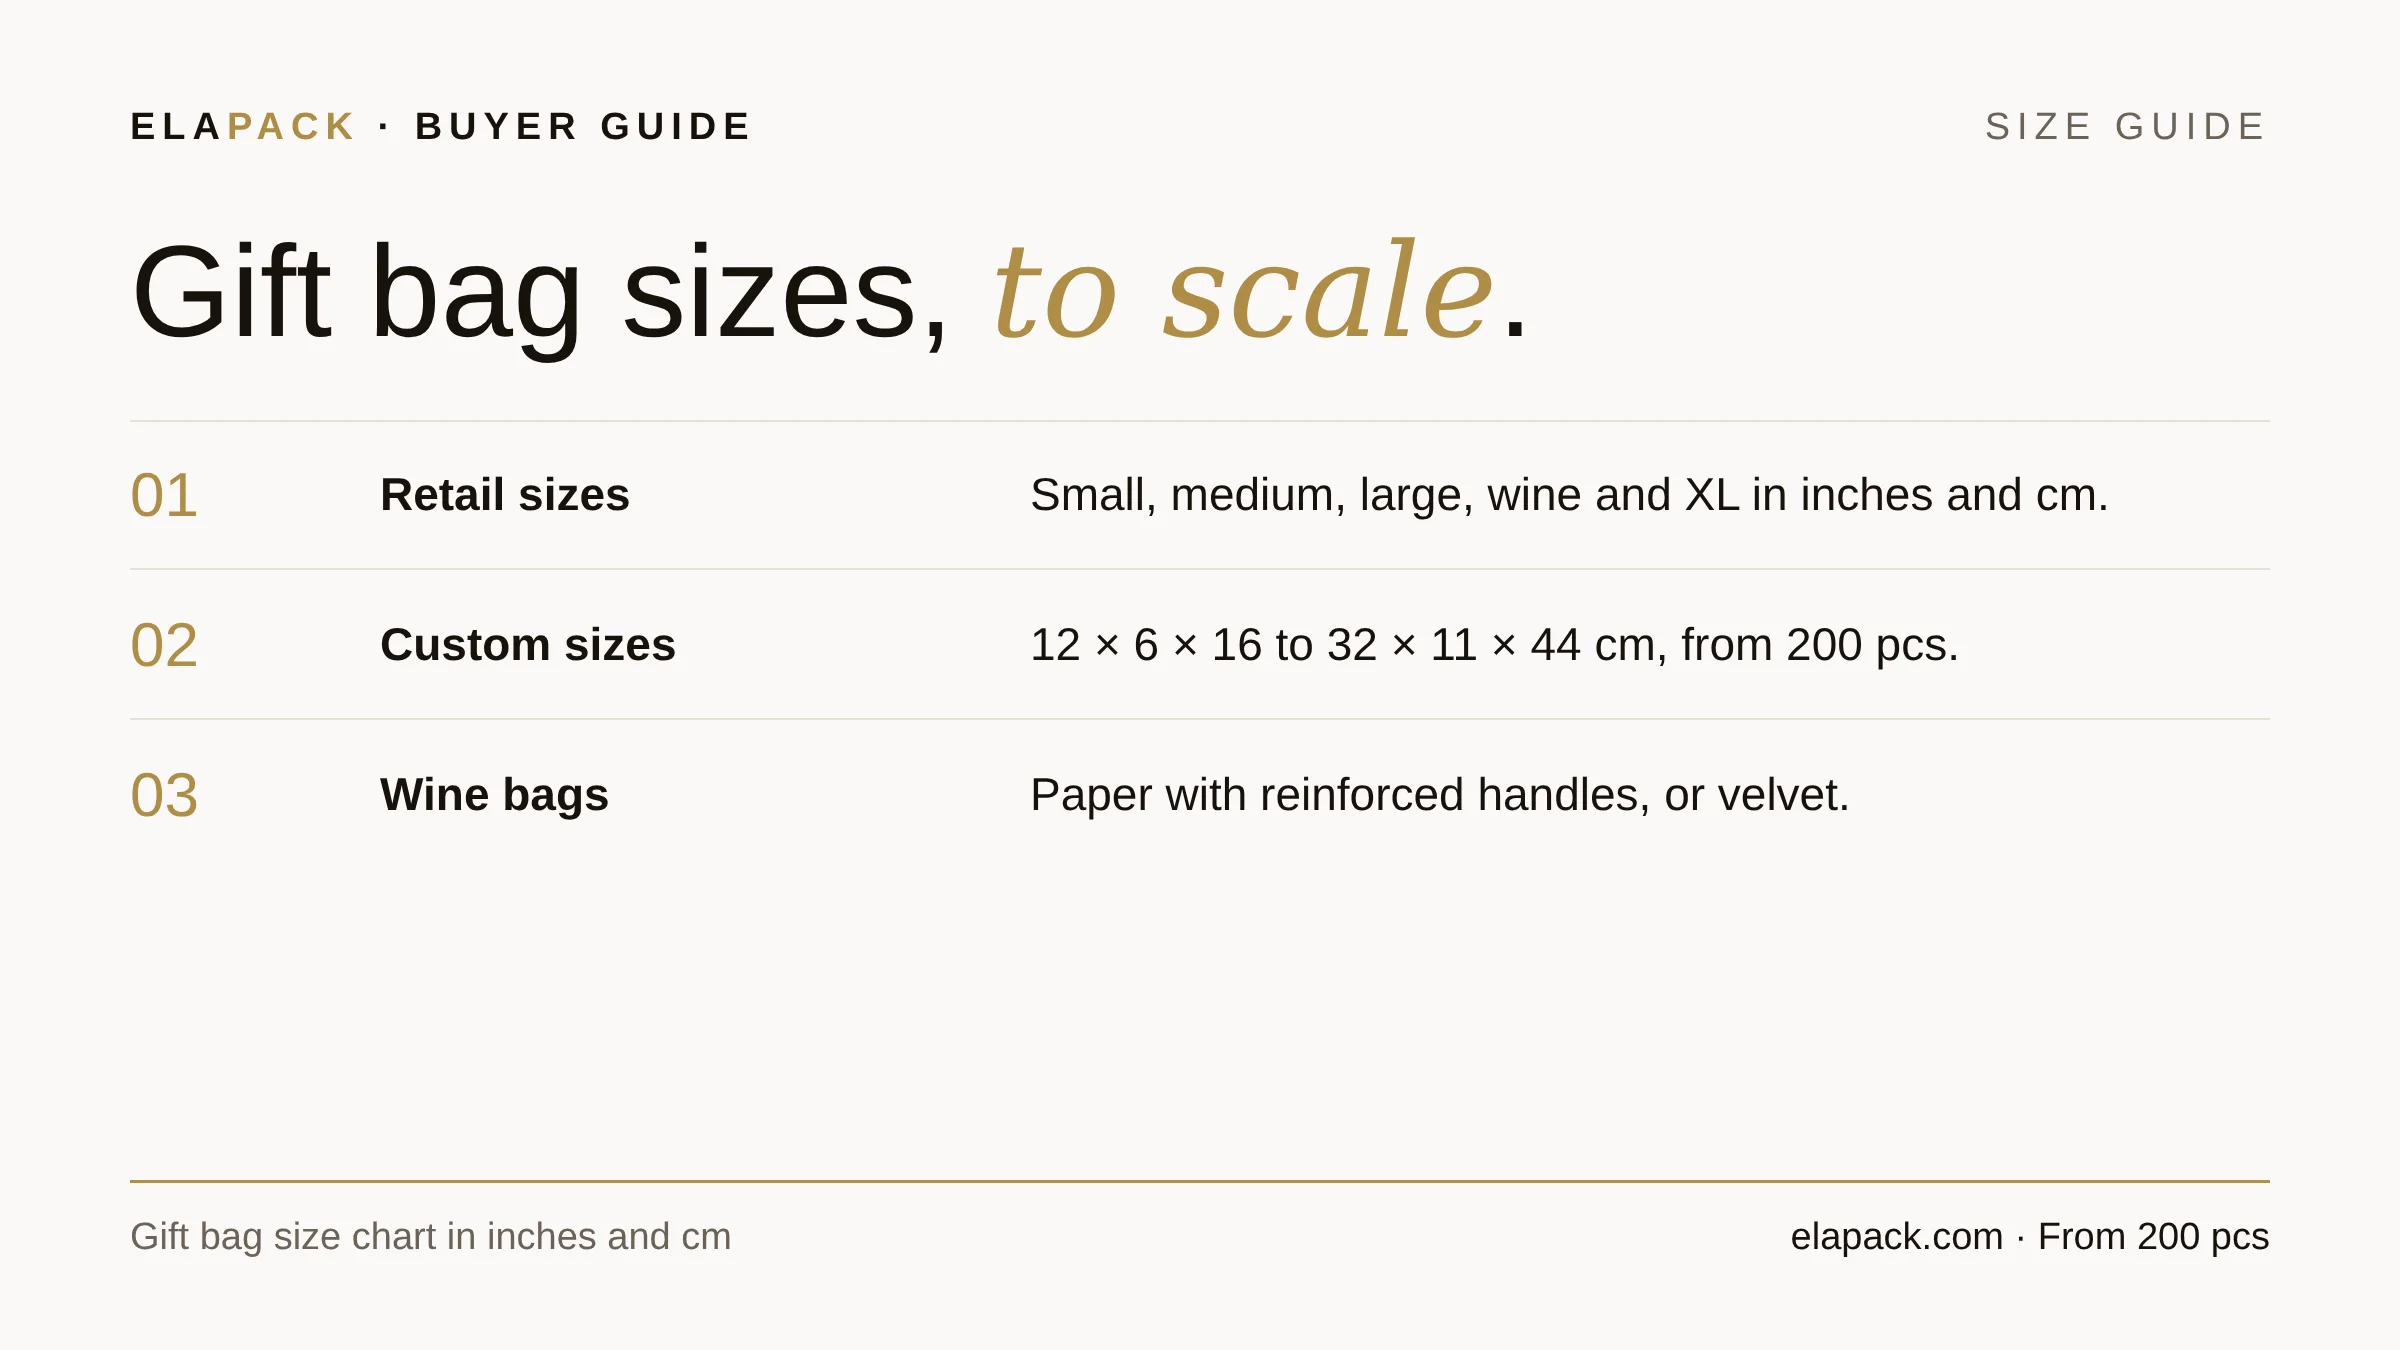 ELAPACK · BUYER GUIDE
SIZE GUIDE
Gift bag sizes, to scale.
01 Retail sizes Small, medium, large, wine and XL in inches and cm.
02 Custom sizes 12 × 6 × 16 to 32 × 11 × 44 cm, from 200 pcs.
03 Wine bags Paper with reinforced handles, or velvet.
Gift bag size chart in inches and cm
elapack.com · From 200 pcs